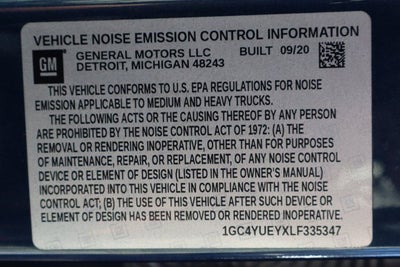 VEHICLE NOISE EMISSION CONTROL INFORMATION
GM
GENERAL MOTORS LLC BUILT 09/20
DETROIT, MICHIGAN 48243
THIS VEHICLE CONFORMS TO U.S. EPA REGULATIONS FOR NOISE
EMISSION APPLICABLE TO MEDIUM AND HEAVY TRUCKS.
THE FOLLOWING ACTS OR THE CAUSING THEREOF BY ANY PERSON
ARE PROHIBITED BY THE NOISE CONTROL ACT OF 1972: (A) THE
REMOVAL OR RENDERING INOPERATIVE, OTHER THAN FOR PURPOSES
OF MAINTENANCE, REPAIR, OR REPLACEMENT, OF ANY NOISE CONTROL
DEVICE OR ELEMENT OF DESIGN (LISTED IN THE OWNER'S MANUAL)
INCORPORATED INTO THIS VEHICLE IN COMPLIANCE WITH THE NOISE
CONTROL ACT; (B) THE USE OF THIS VEHICLE AFTER SUCH DEVICE OR
ELEMENT OF DESIGN HAS BEEN REMOVED OR RENDERED INOPERATIVE.
1GC4YUEYXLF335347